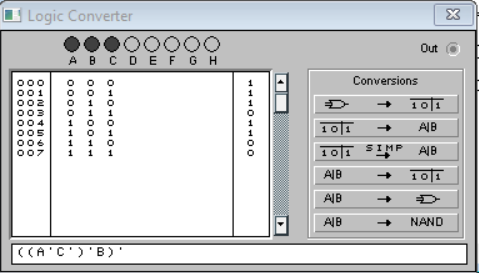 Logic Converter
A B C D E F G H
Out
000 0 0 0 1
001 0 0 1 1
002 0 1 0 1
003 0 1 1 0
004 1 0 0 1
005 1 0 1 1
006 1 1 0 0
007 1 1 1 0
Conversions
→ 1 0 | 1
1 0 | 1 → A|B
1 0 | 1 SIMP → A|B
A|B → 1 0 | 1
A|B →
A|B → NAND
((A'C')'B)'